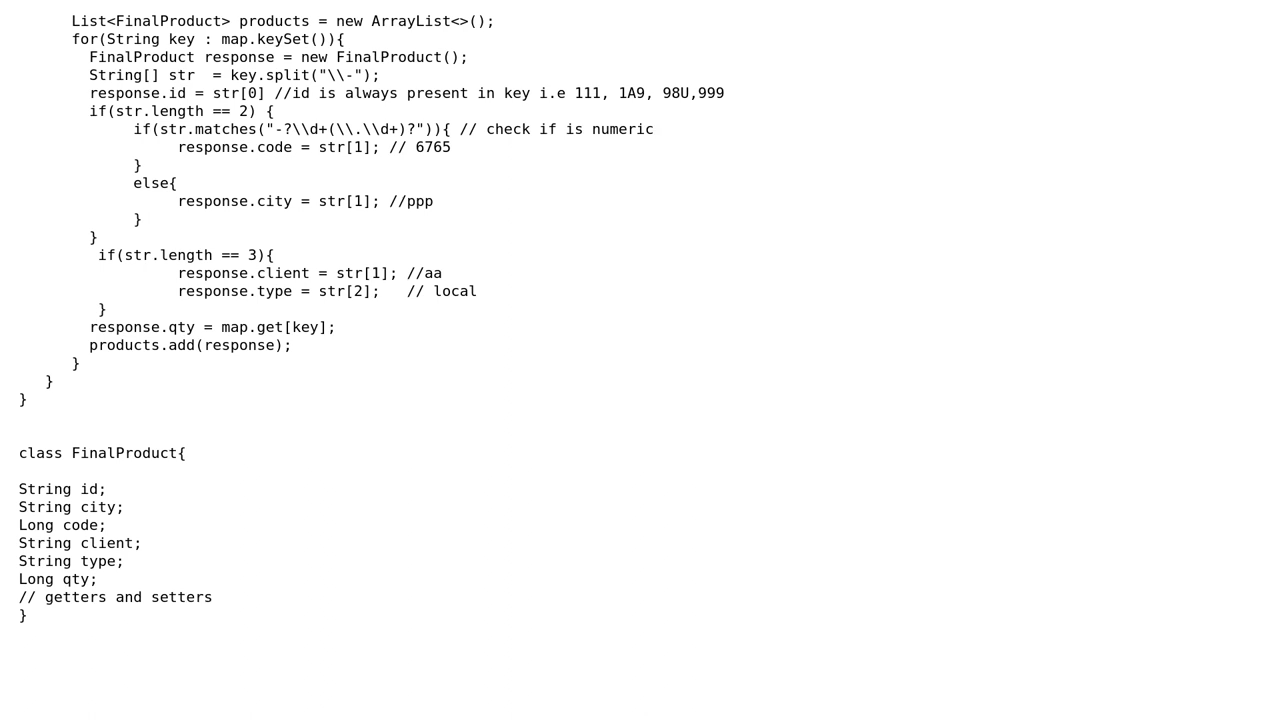 List<FinalProduct> products = new ArrayList<>();
for(String key : map.keySet()){
FinalProduct response = new FinalProduct();
String[] str  = key.split("\\-");
response.id = str[0] //id is always present in key i.e 111, 1A9, 98U,999
if(str.length == 2) {
if(str.matches("-?\\d+(\\.\\d+)?")){ // check if is numeric
response.code = str[1]; // 6765
}
else{
response.city = str[1]; //ppp
}
}
if(str.length == 3){
response.client = str[1]; //aa
response.type = str[2];   // local
}
response.qty = map.get[key];
products.add(response);
}
}
}
class FinalProduct{
String id;
String city;
Long code;
String client;
String type;
Long qty;
// getters and setters
}